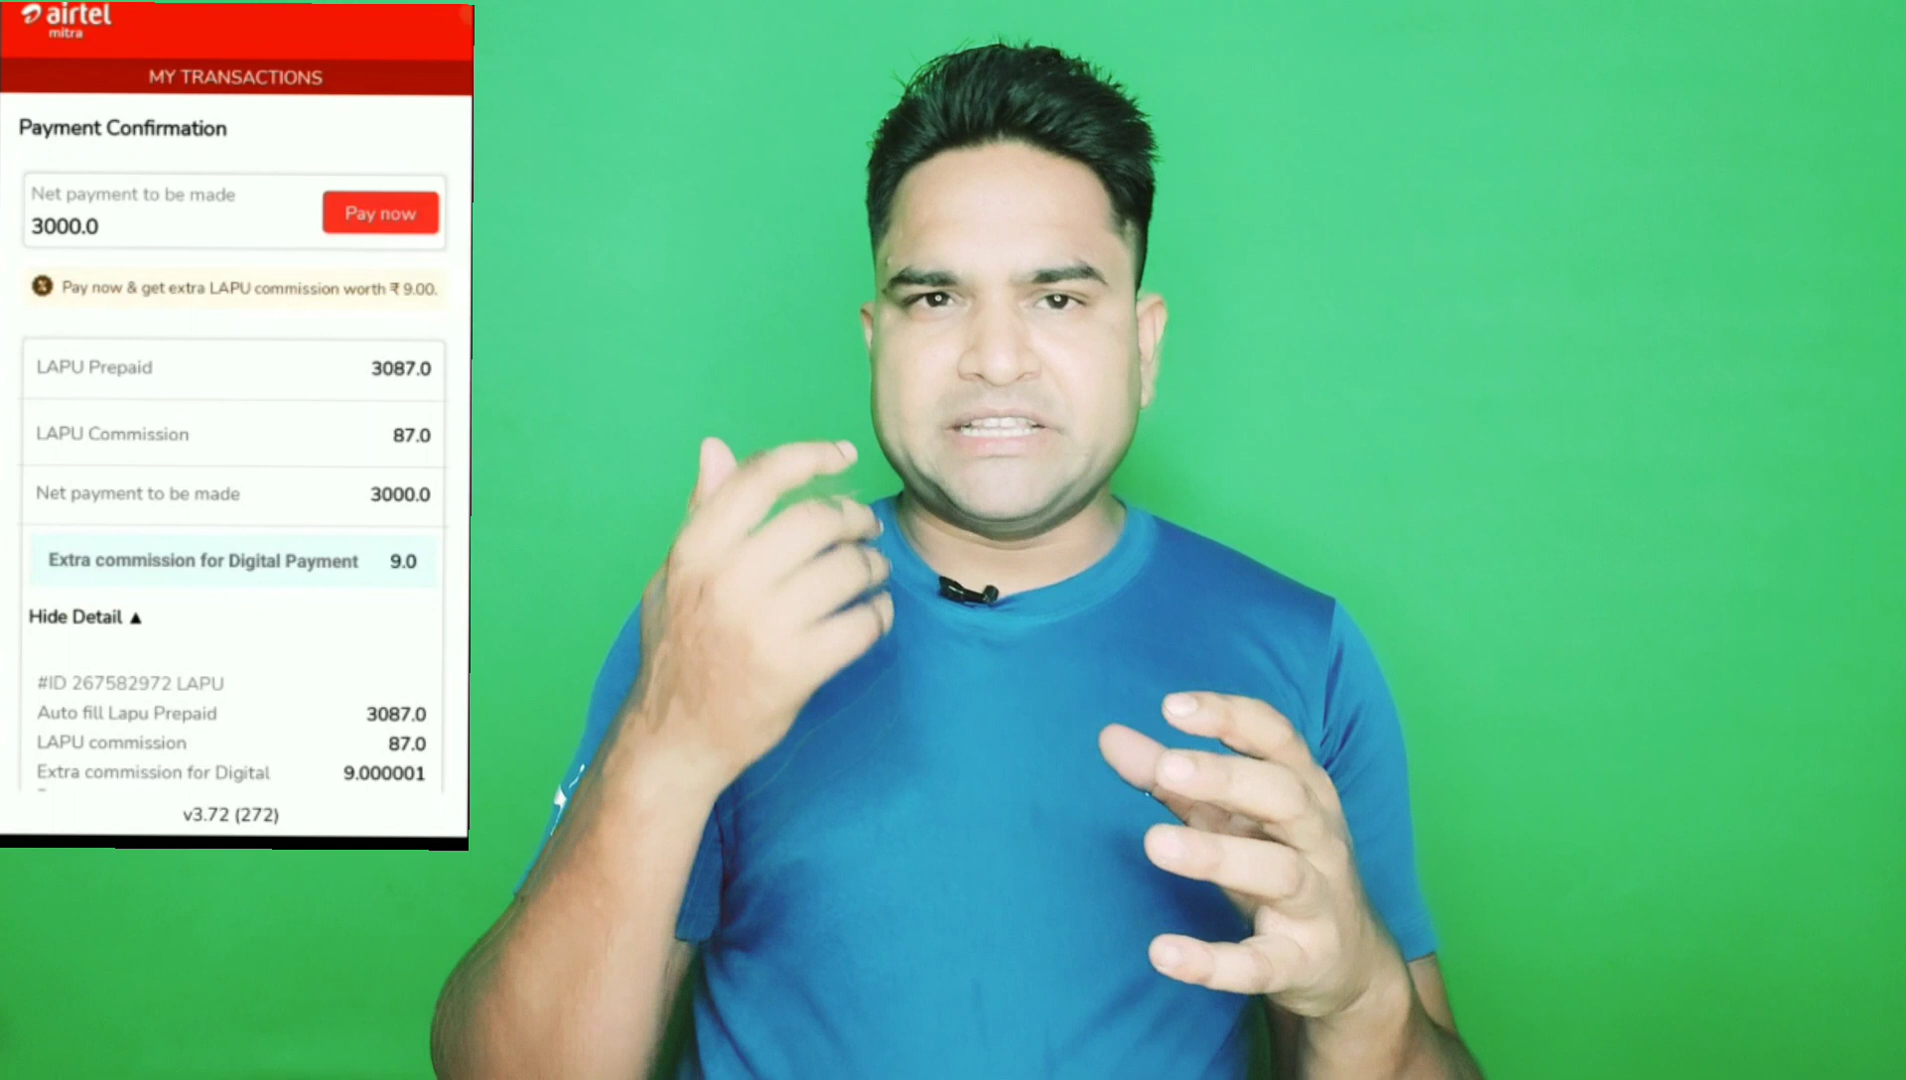 airtel
mitra
MY TRANSACTIONS
Payment Confirmation
Net payment to be made
3000.0
Pay now
Pay now & get extra LAPU commission worth ₹ 9.00.
LAPU Prepaid 3087.0
LAPU Commission 87.0
Net payment to be made 3000.0
Extra commission for Digital Payment 9.0
Hide Detail ▲
#ID 267582972 LAPU
Auto fill Lapu Prepaid 3087.0
LAPU commission 87.0
Extra commission for Digital 9.000001
v3.72 (272)